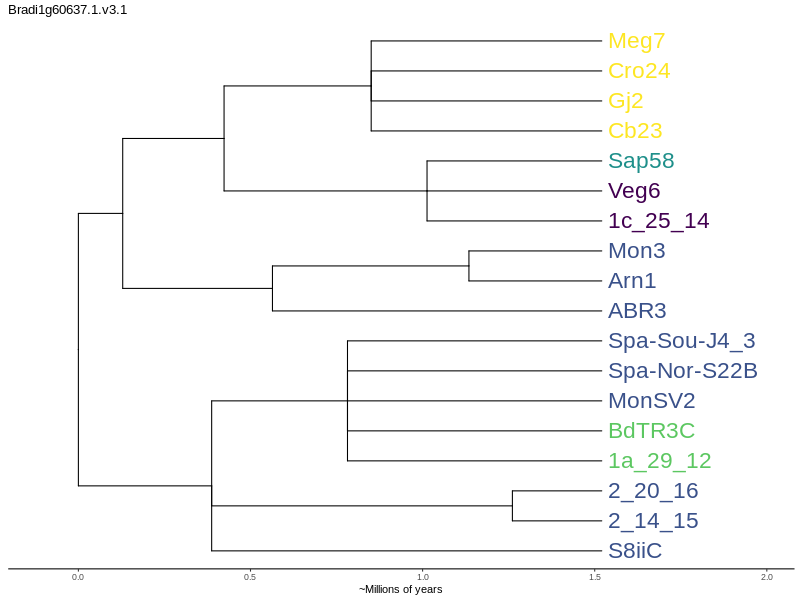 Bradi1g60637.1.v3.1
Meg7
Cro24
Gj2
Cb23
Sap58
Veg6
1c_25_14
Mon3
Arn1
ABR3
Spa-Sou-J4_3
Spa-Nor-S22B
MonSV2
BdTR3C
1a_29_12
2_20_16
2_14_15
S8iiC
0.0 0.5 1.0 1.5 2.0
~Millions of years